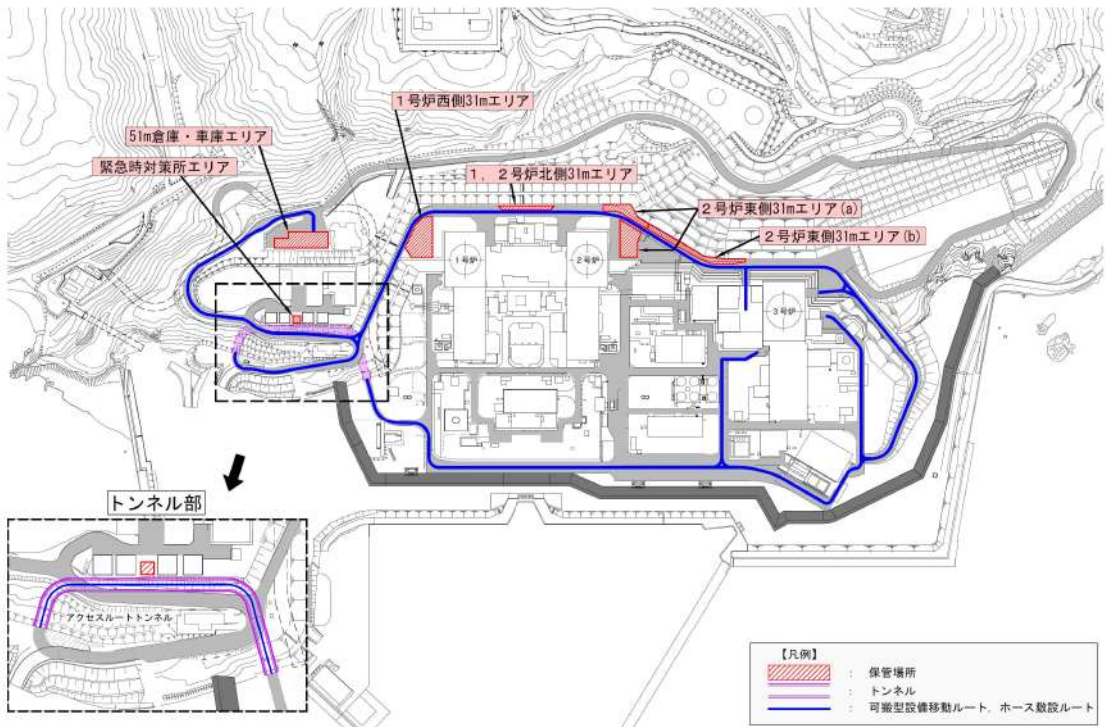 1号炉西側31mエリア
51m倉庫・車庫エリア
緊急時対策所エリア
1，2号炉北側31mエリア
2号炉東側31mエリア(a)
2号炉東側31mエリア(b)
1号炉
2号炉
3号炉
トンネル部
アクセスルートトンネル
【凡例】
： 保管場所
： トンネル
： 可搬型設備移動ルート，ホース敷設ルート